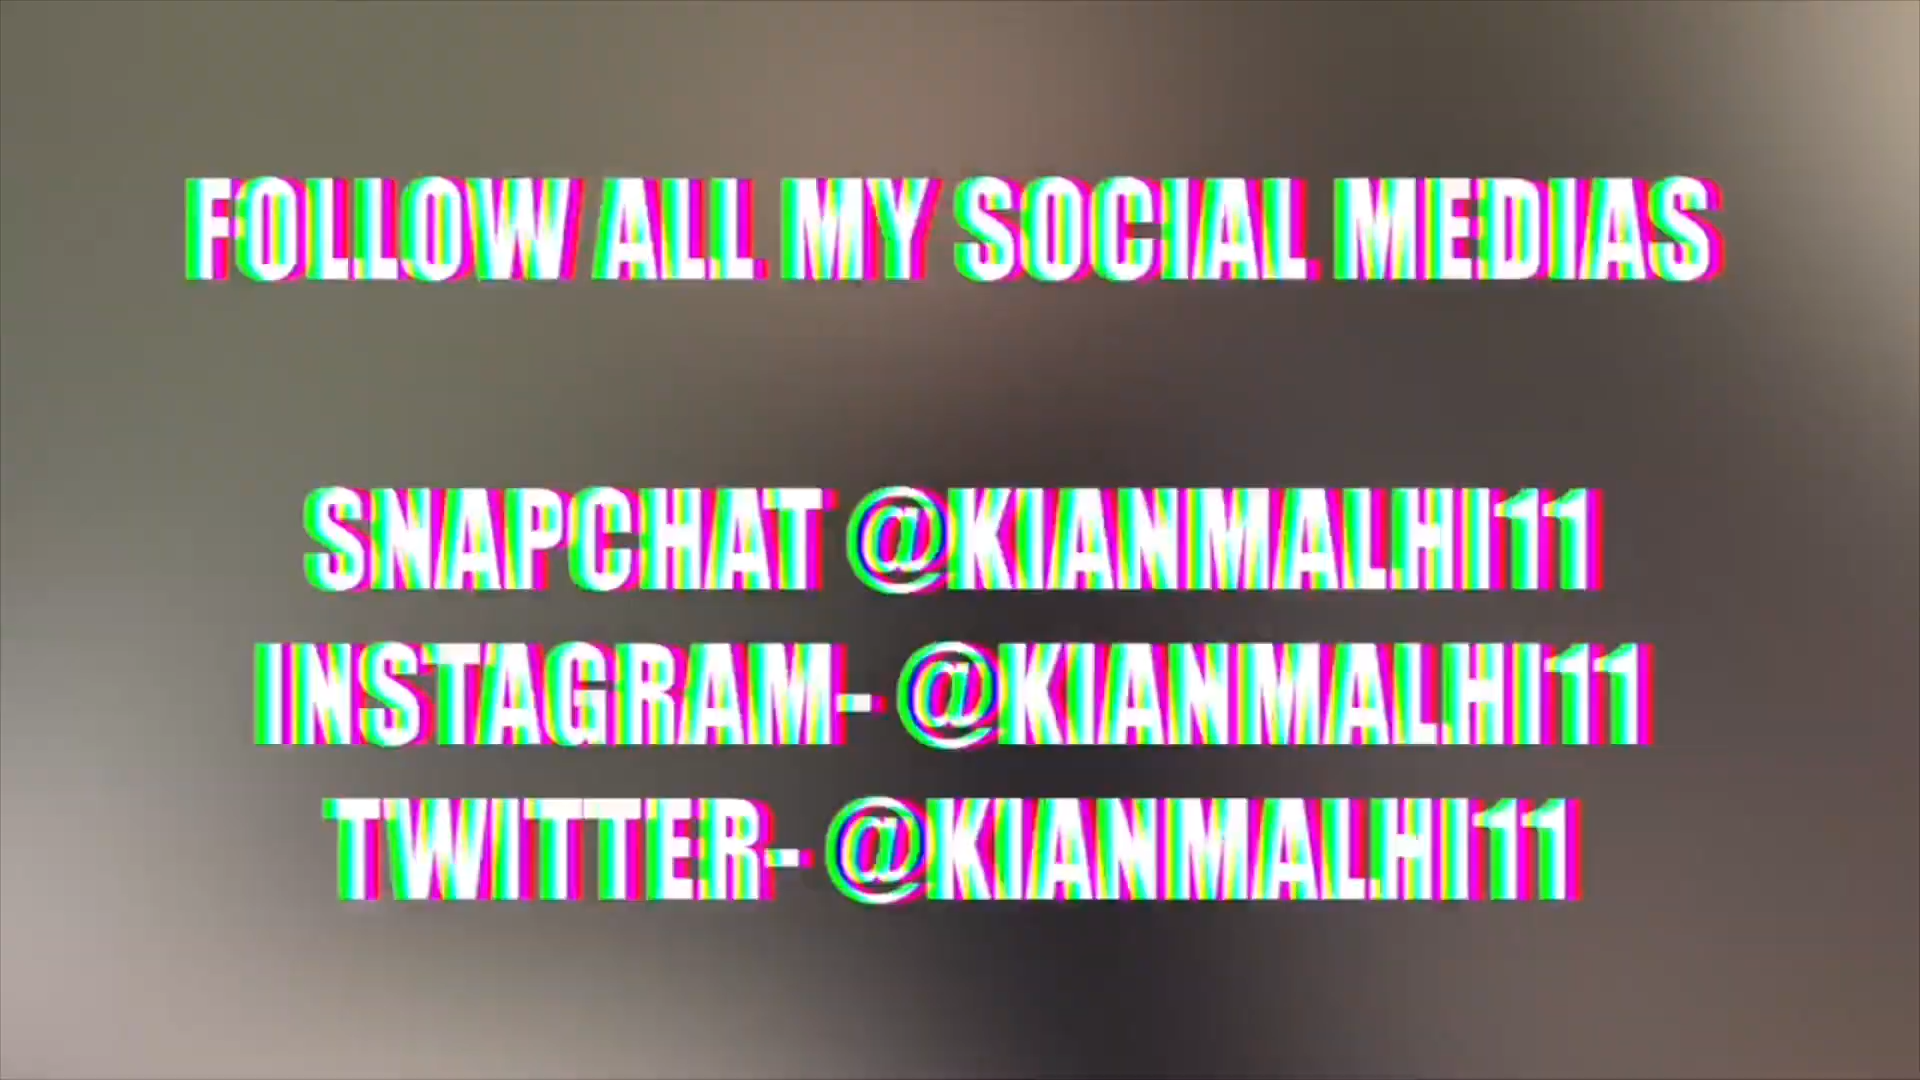 FOLLOW ALL MY SOCIAL MEDIAS
SNAPCHAT @KIANMALHI11
INSTAGRAM- @KIANMALHI11
TWITTER- @KIANMALHI11